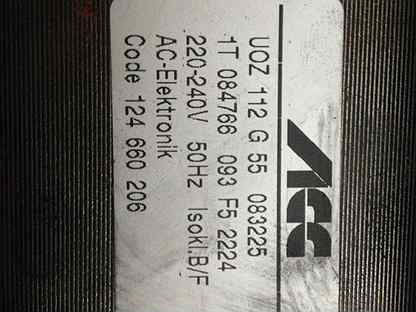 ACC
UOZ 112 G 55 083225
1T 084766 093 F5 2224
220-240V 50Hz Isokl.B/F
AC-Elektronik
Code 124 660 206